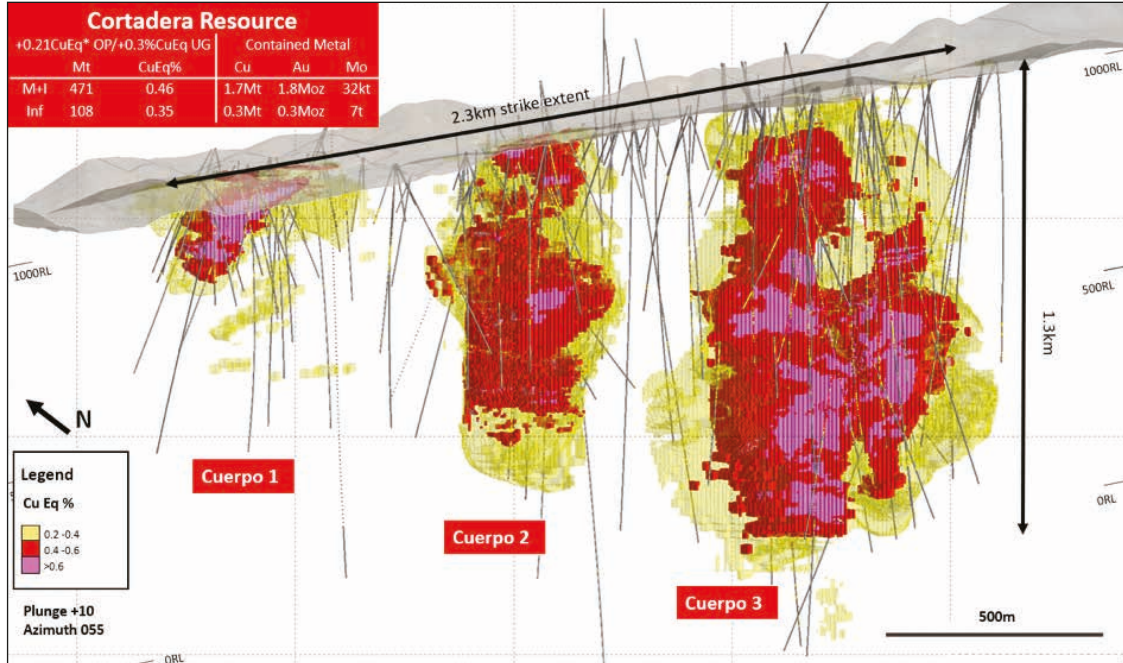 Cortadera Resource
+0.21CuEq* OP/+0.3%CuEq UG Contained Metal
Mt CuEq% Cu Au Mo
M+I 471 0.46 1.7Mt 1.8Moz 32kt
Inf 108 0.35 0.3Mt 0.3Moz 7t
2.3km strike extent
1000RL
1000RL
500RL
1.3km
N
Cuerpo 1
Legend
Cu Eq %
0.2 -0.4
0.4 -0.6
>0.6
Cuerpo 2
0RL
Cuerpo 3
500m
Plunge +10
Azimuth 055
0RL